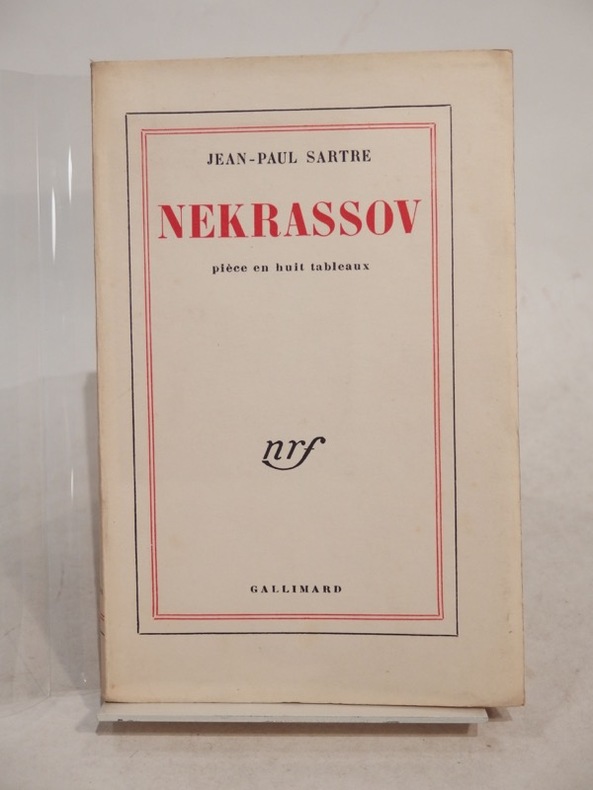 JEAN-PAUL SARTRE
NEKRASSOV
pièce en huit tableaux
nrf
GALLIMARD